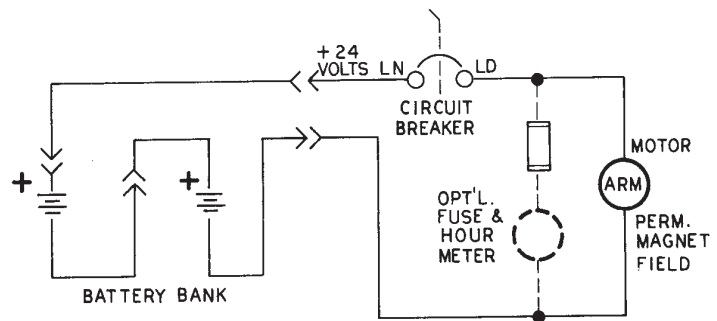 +24
VOLTS LN
LD
CIRCUIT
BREAKER
MOTOR
ARM
+
+
OPT'L.
FUSE &
HOUR
METER
PERM.
MAGNET
FIELD
BATTERY BANK